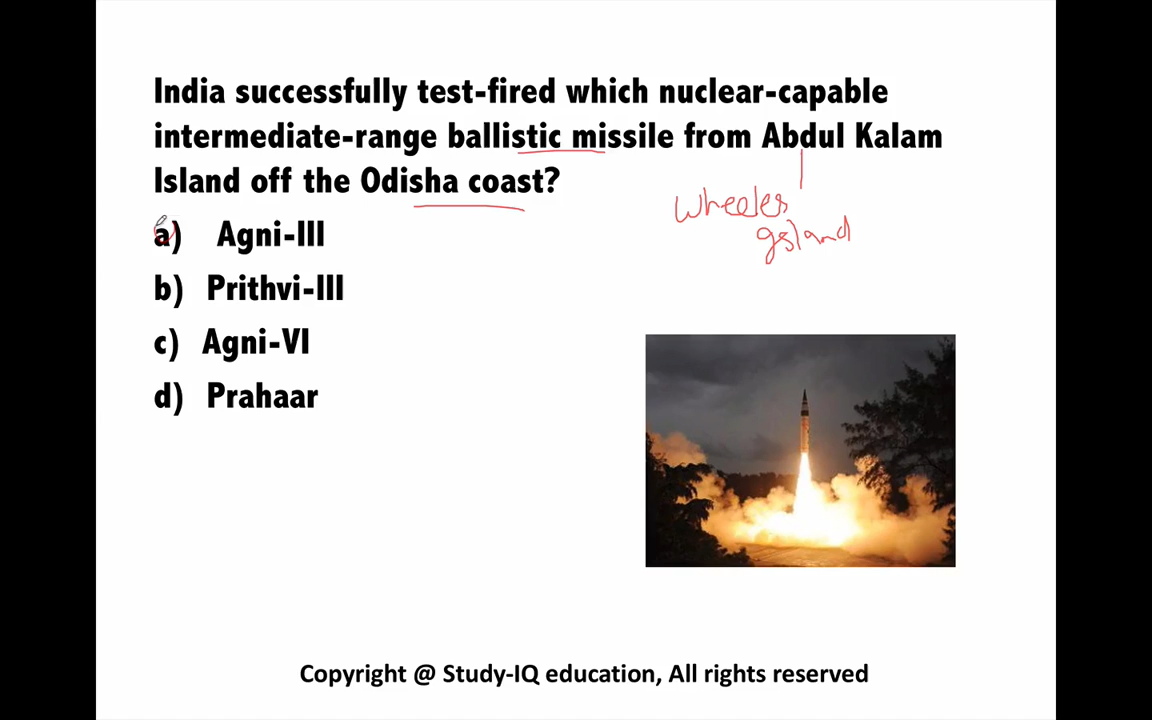 India successfully test-fired which nuclear-capable
intermediate-range ballistic missile from Abdul Kalam
Island off the Odisha coast?
wheeler
Island
a) Agni-III
b) Prithvi-III
c) Agni-VI
d) Prahaar
Copyright @ Study-IQ education, All rights reserved